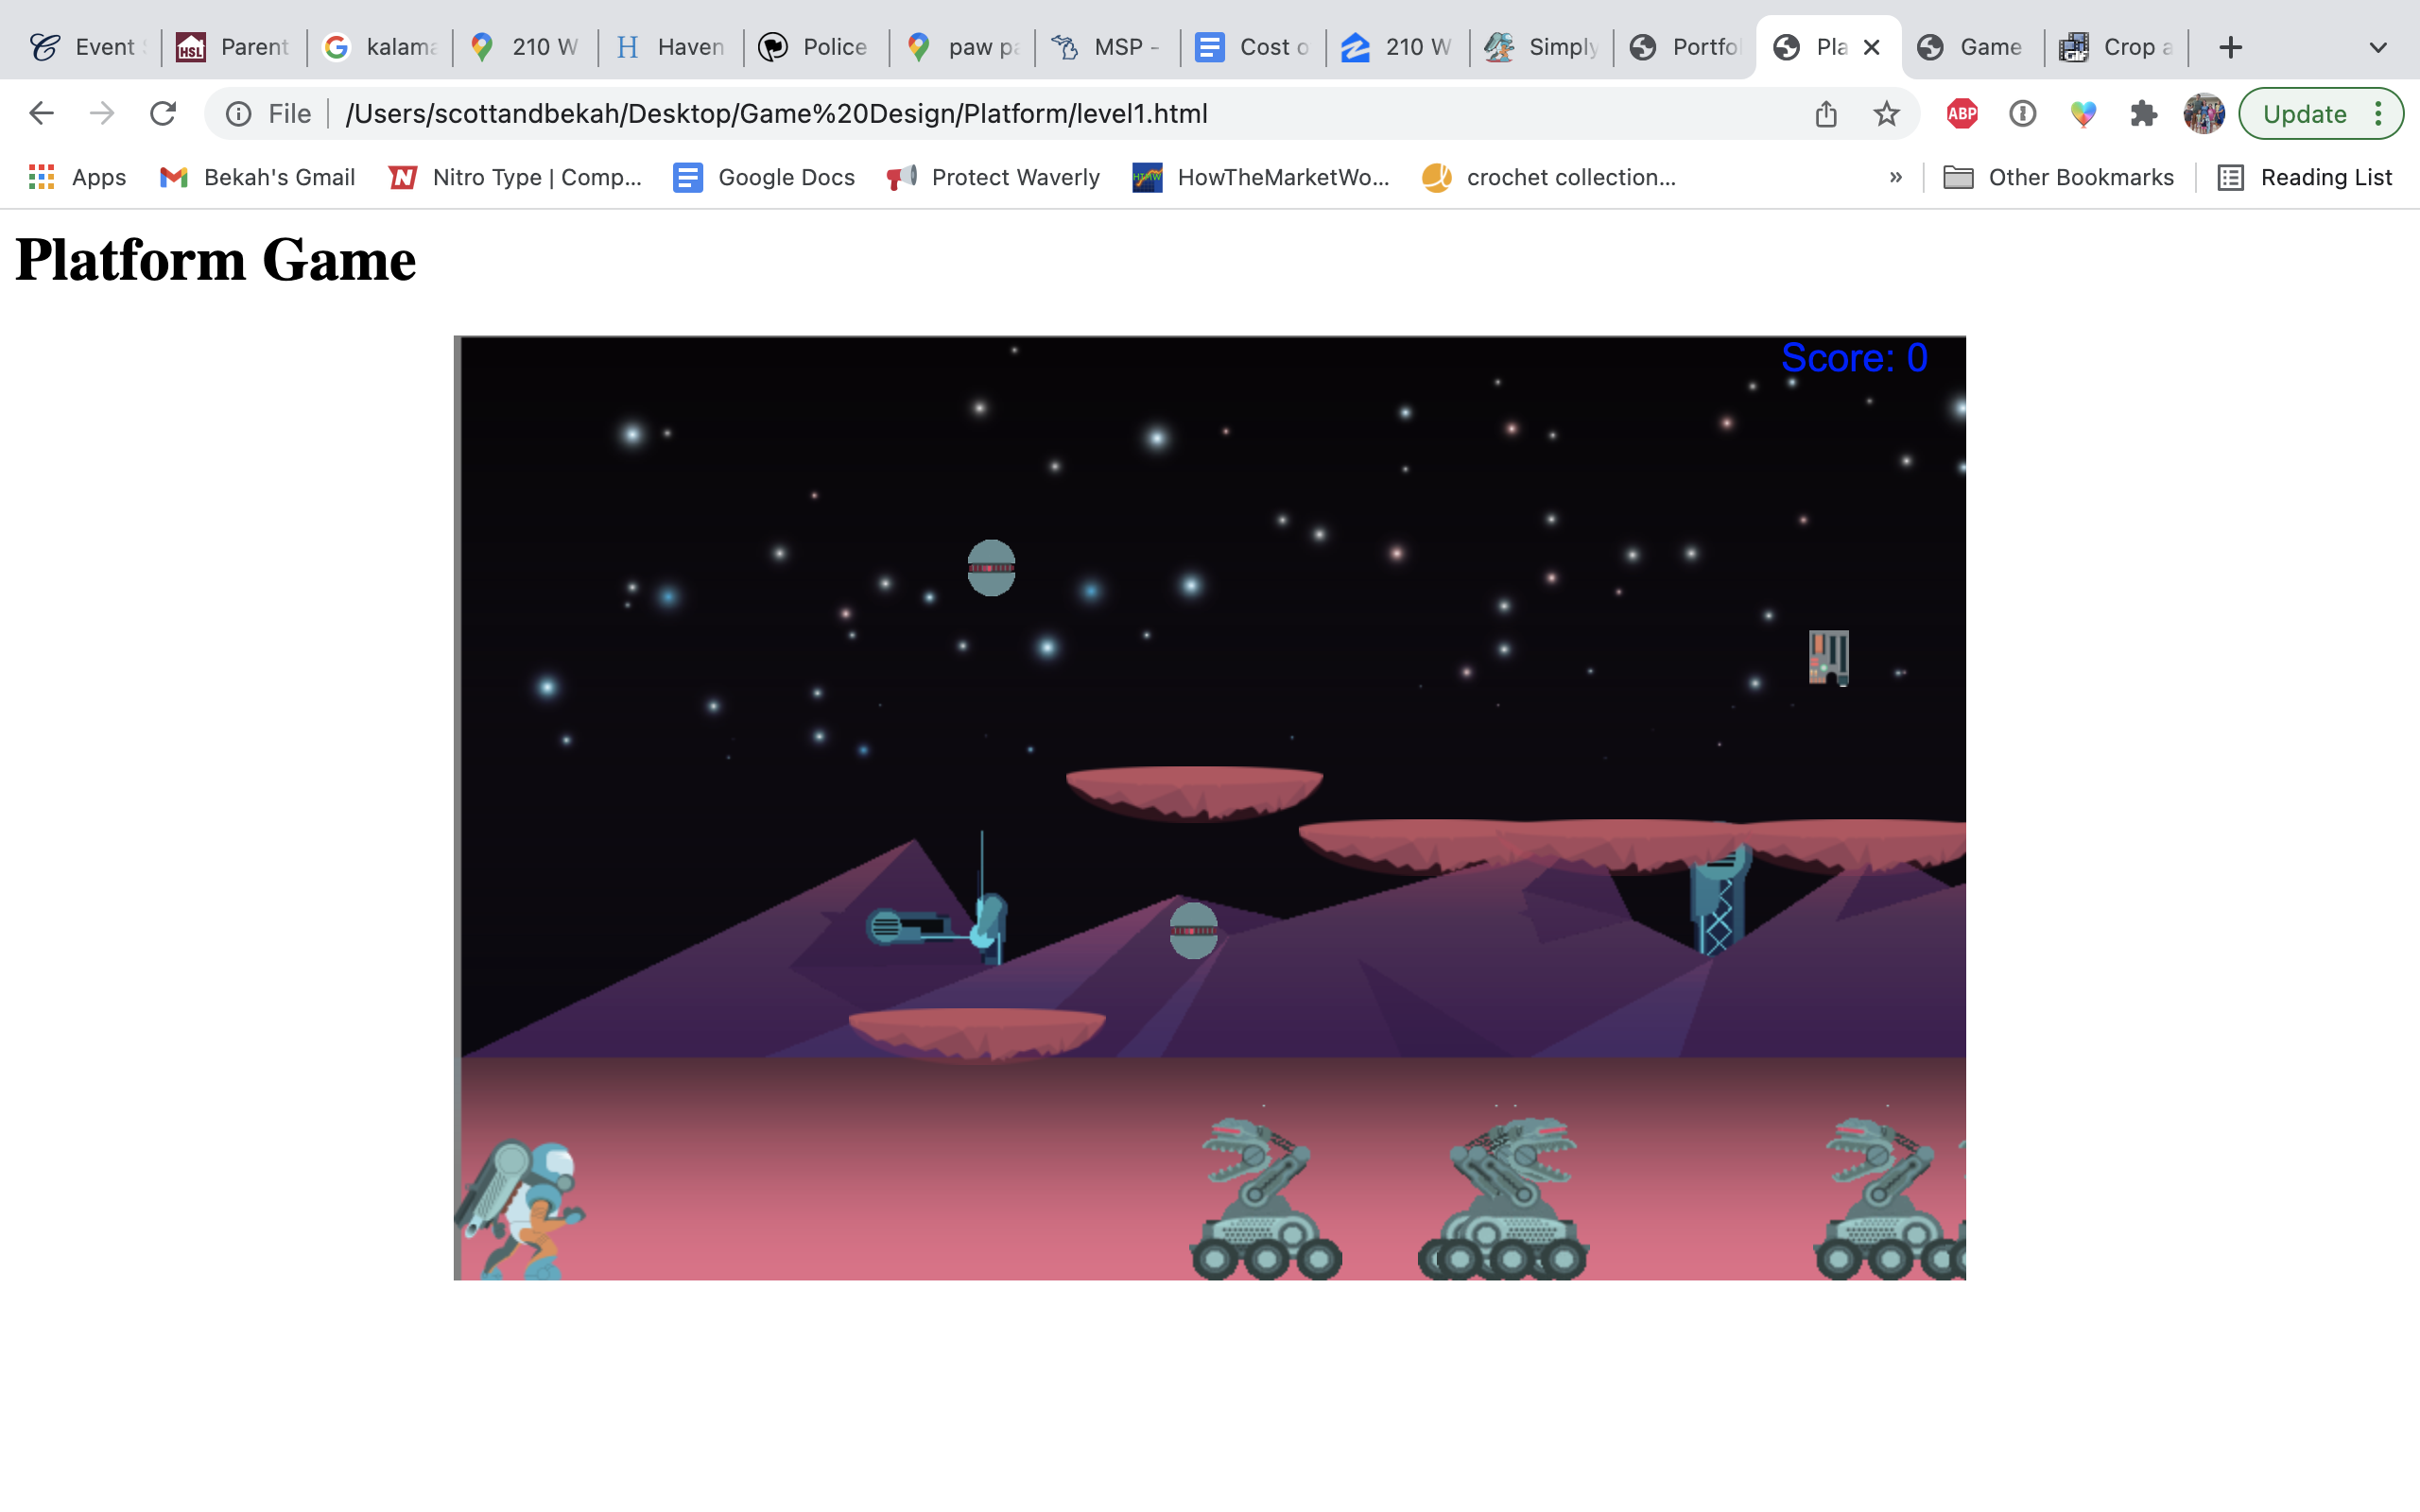 Event
Parent
kalama
210 W
Haven
Police
paw pa
MSP -
Cost o
210 W
Simply
Portfo
Pla
Game
Crop a
File
/Users/scottandbekah/Desktop/Game%20Design/Platform/level1.html
ABP
Update
Apps
Bekah's Gmail
Nitro Type | Comp...
Google Docs
Protect Waverly
HowTheMarketWo...
crochet collection...
»
Other Bookmarks
Reading List
Platform Game
Score: 0